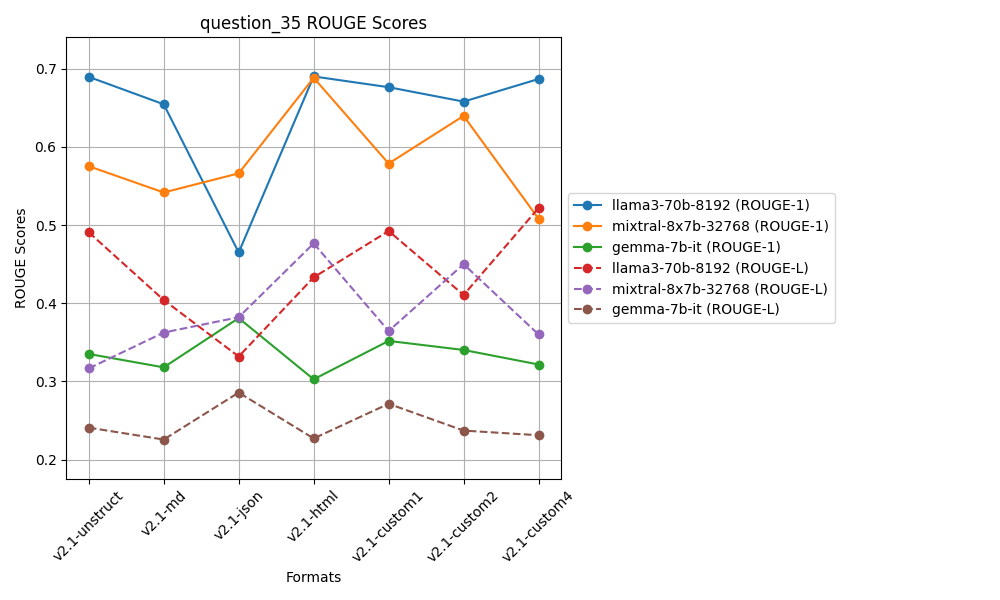 question_35 ROUGE Scores
ROUGE Scores
0.7
0.6
0.5
0.4
0.3
0.2
v2.1-unstruct
v2.1-md
v2.1-json
v2.1-html
v2.1-custom1
v2.1-custom2
v2.1-custom4
Formats
llama3-70b-8192 (ROUGE-1)
mixtral-8x7b-32768 (ROUGE-1)
gemma-7b-it (ROUGE-1)
llama3-70b-8192 (ROUGE-L)
mixtral-8x7b-32768 (ROUGE-L)
gemma-7b-it (ROUGE-L)